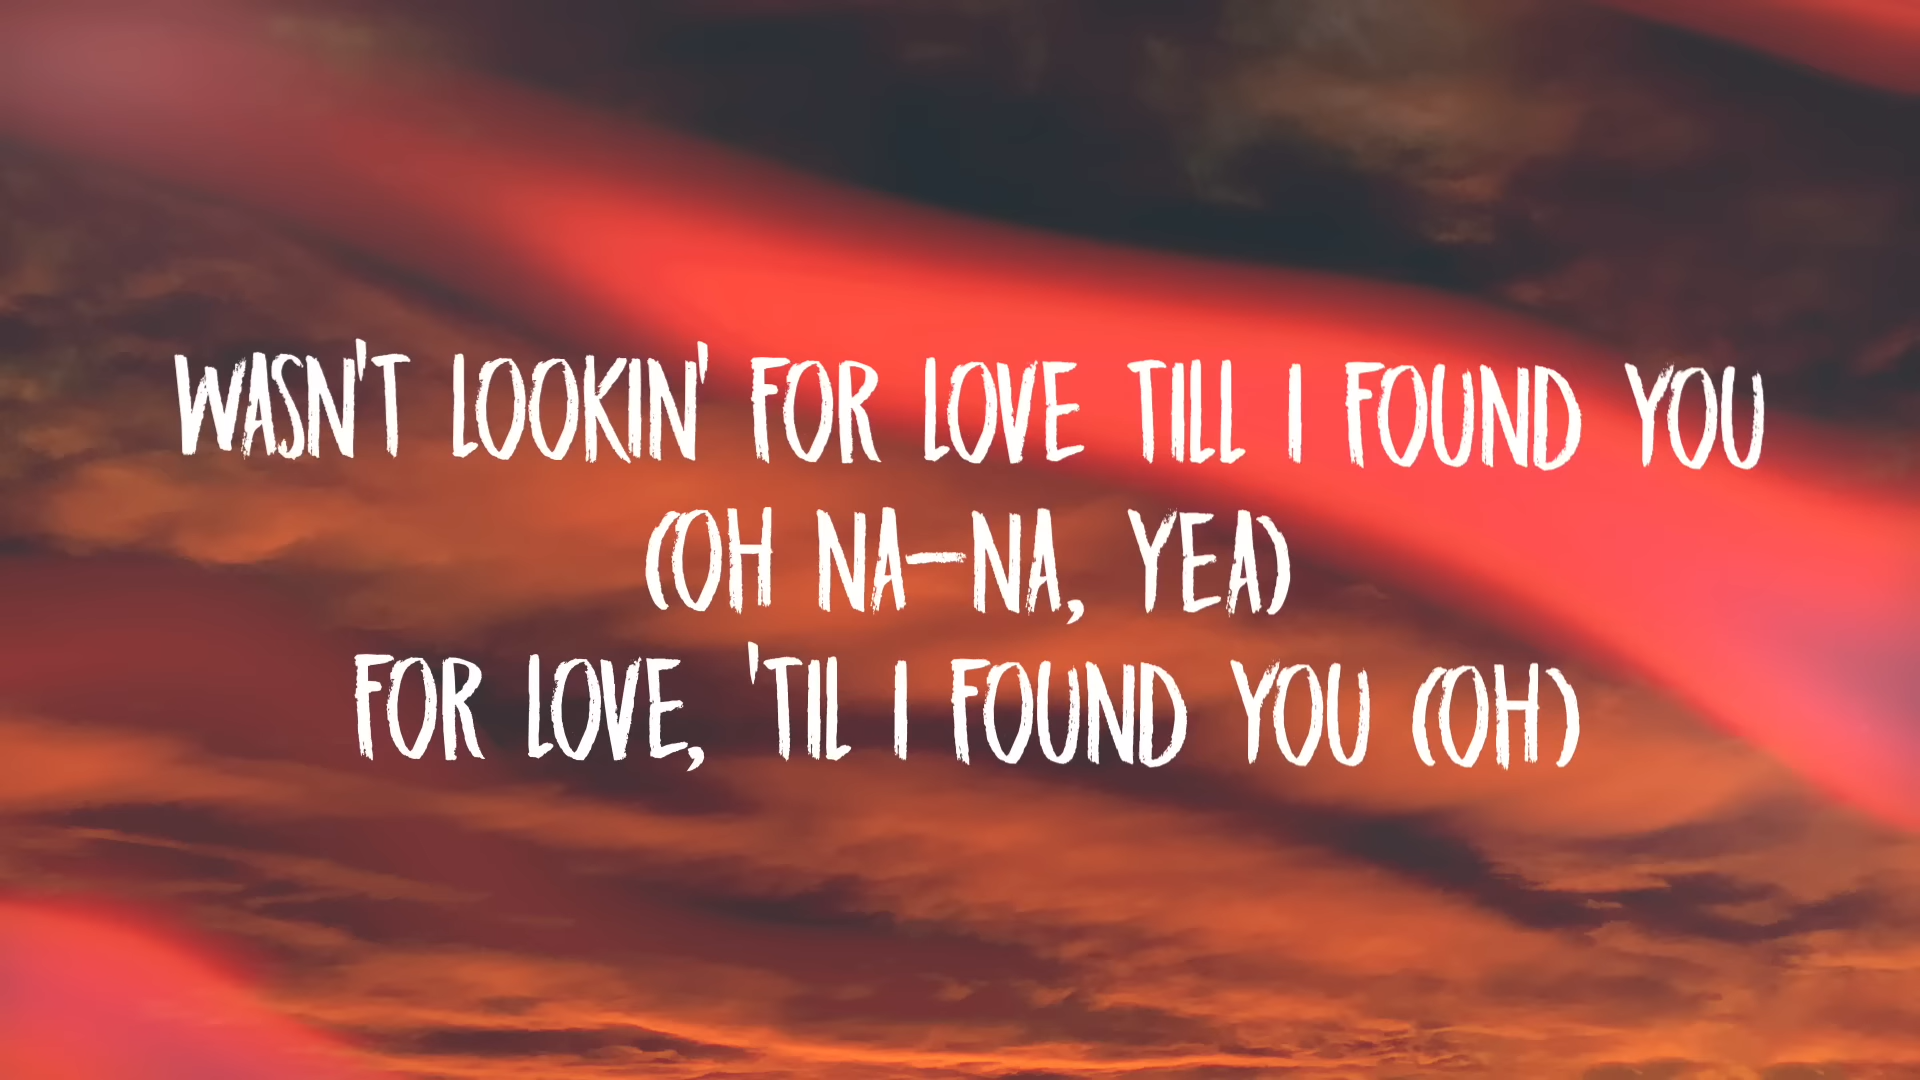 WASN'T LOOKIN' FOR LOVE TILL I FOUND YOU
(OH NA-NA, YEA)
FOR LOVE, 'TIL I FOUND YOU (OH)